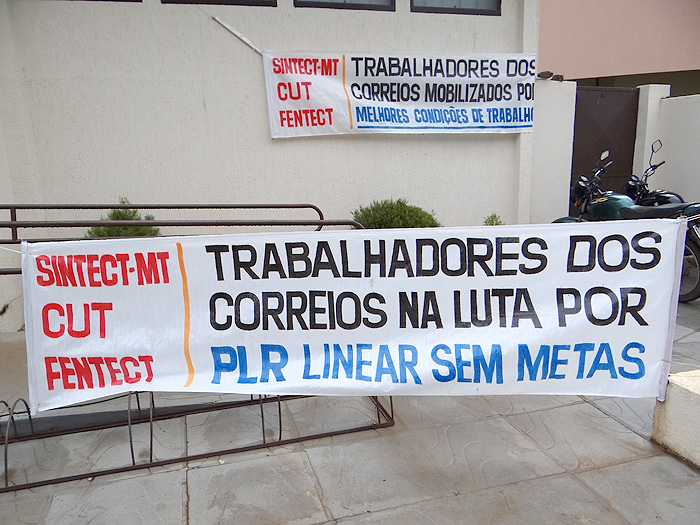 SINTECT-MT
CUT
FENTECT
TRABALHADORES DOS
CORREIOS MOBILIZADOS POR
MELHORES CONDIÇÕES DE TRABALHO
SINTECT-MT
CUT
FENTECT
TRABALHADORES DOS
CORREIOS NA LUTA POR
PLR LINEAR SEM METAS